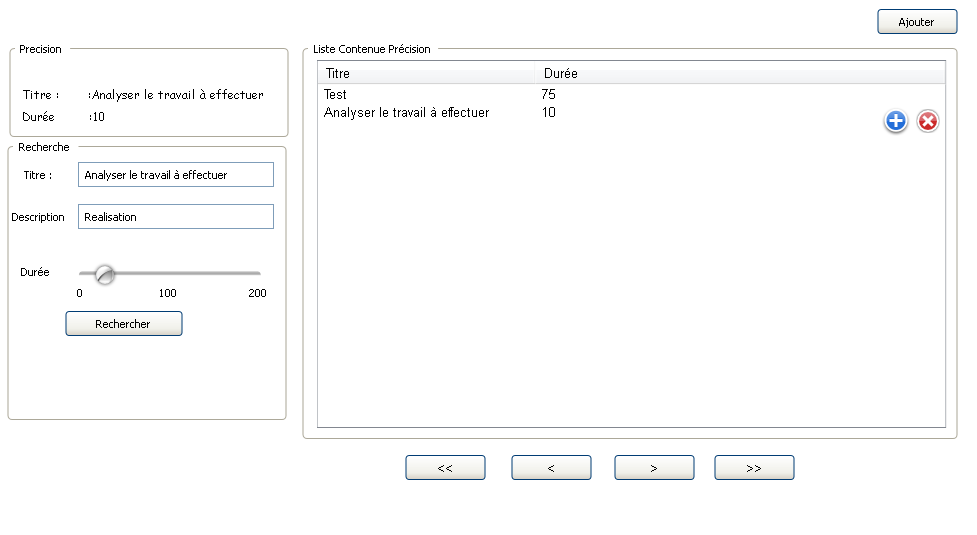 Ajouter
Precision
Titre : :Analyser le travail à effectuer
Durée :10
Recherche
Titre : Analyser le travail à effectuer
Description Realisation
Durée
0 100 200
Rechercher
Liste Contenue Précision
Titre Durée
Test 75
Analyser le travail à effectuer 10
<< < > >>